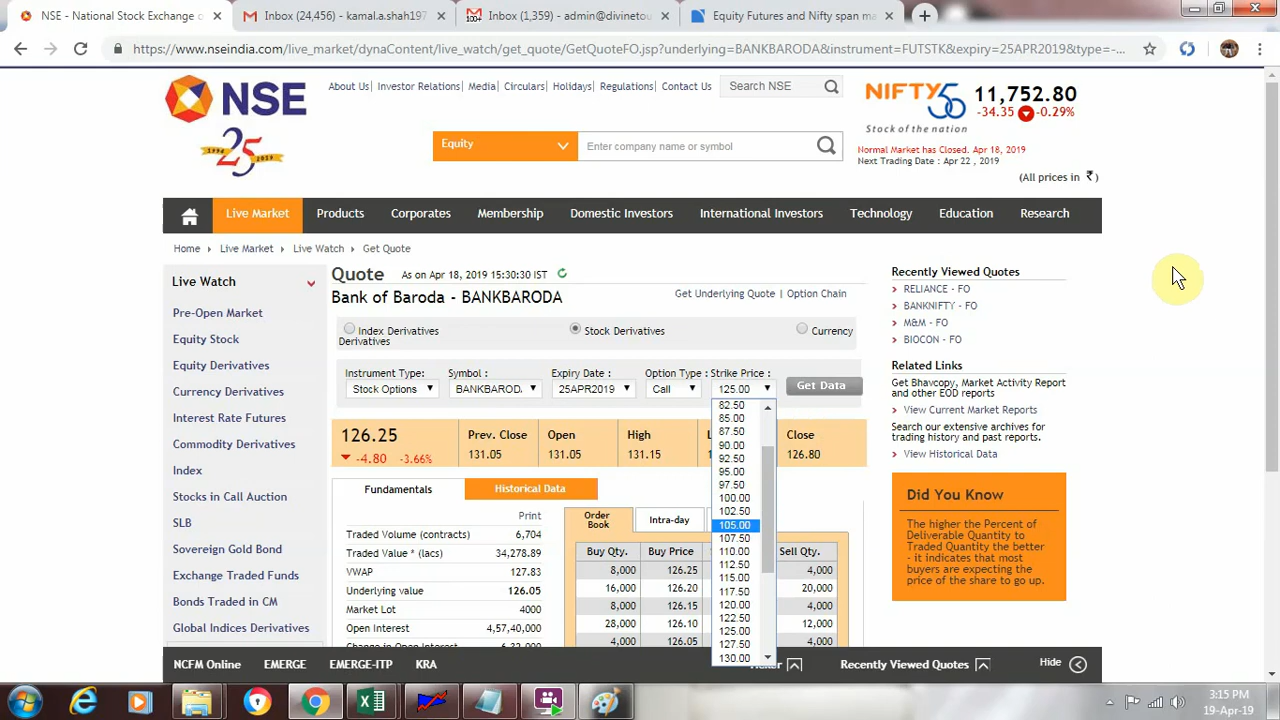 NSE - National Stock Exchange o
Inbox (24,456) - kamal.a.shah197
Inbox (1,359) - admin@divinetou
Equity Futures and Nifty span ma
https://www.nseindia.com/live_market/dynaContent/live_watch/get_quote/GetQuoteFO.jsp?underlying=BANKBARODA&instrument=FUTSTK&expiry=25APR2019&type=-...
NSE
25
About Us| Investor Relations| Media| Circulars| Holidays| Regulations| Contact Us
Search NSE
NIFTY50
Stock of the nation
11,752.80
-34.35 -0.29%
Equity
Enter company name or symbol
Normal Market has Closed. Apr 18, 2019
Next Trading Date : Apr 22 , 2019
(All prices in ₹ )
Live Market Products Corporates Membership Domestic Investors International Investors Technology Education Research
Home Live Market Live Watch Get Quote
Live Watch
Pre-Open Market
Equity Stock
Equity Derivatives
Currency Derivatives
Interest Rate Futures
Commodity Derivatives
Index
Stocks in Call Auction
SLB
Sovereign Gold Bond
Exchange Traded Funds
Bonds Traded in CM
Global Indices Derivatives
Quote As on Apr 18, 2019 15:30:30 IST
Get Underlying Quote | Option Chain
Bank of Baroda - BANKBARODA
Index Derivatives Stock Derivatives Currency
Derivatives
Instrument Type: Symbol : Expiry Date : Option Type : Strike Price :
Stock Options BANKBAROD. 25APR2019 Call 125.00 Get Data
82.50
85.00
87.50
90.00
92.50
95.00
97.50
100.00
102.50
105.00
107.50
110.00
112.50
115.00
117.50
120.00
122.50
125.00
127.50
130.00
126.25
-4.80 -3.66%
Prev. Close Open High L Close
131.05 131.05 131.15 126.80
Fundamentals Historical Data
Print
Traded Volume (contracts) 6,704
Traded Value * (lacs) 34,278.89
VWAP 127.83
Underlying value 126.05
Market Lot 4000
Open Interest 4,57,40,000
Order Book Intra-day
Buy Qty. Buy Price Sell Qty.
8,000 126.25 4,000
16,000 126.20 20,000
8,000 126.15 4,000
28,000 126.10 12,000
4,000 126.05 4,000
Recently Viewed Quotes
RELIANCE - FO
BANKNIFTY - FO
M&M - FO
BIOCON - FO
Related Links
Get Bhavcopy, Market Activity Report
and other EOD reports
View Current Market Reports
Search our extensive archives for
trading history and past reports.
View Historical Data
Did You Know
The higher the Percent of
Deliverable Quantity to
Traded Quantity the better
- it indicates that most
buyers are expecting the
price of the share to go up.
NCFM Online EMERGE EMERGE-ITP KRA
Recently Viewed Quotes
Hide
3:15 PM
19-Apr-19